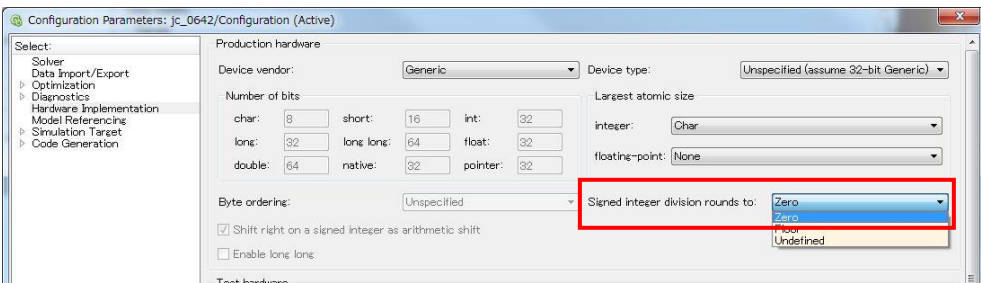 Configuration Parameters: jc_0642/Configuration (Active)
Select:
Solver
Data Import/Export
Optimization
Diagnostics
Hardware Implementation
Model Referencing
Simulation Target
Code Generation
Production hardware
Device vendor: Generic Device type: Unspecified (assume 32-bit Generic)
Number of bits
char: 8 short: 16 int: 32
long: 32 long long: 64 float: 32
double: 64 native: 32 pointer: 32
Largest atomic size
integer: Char
floating-point: None
Byte ordering: Unspecified Signed integer division rounds to: Zero
Zero
Floor
Undefined
Shift right on a signed integer as arithmetic shift
Enable long long
Test hardware